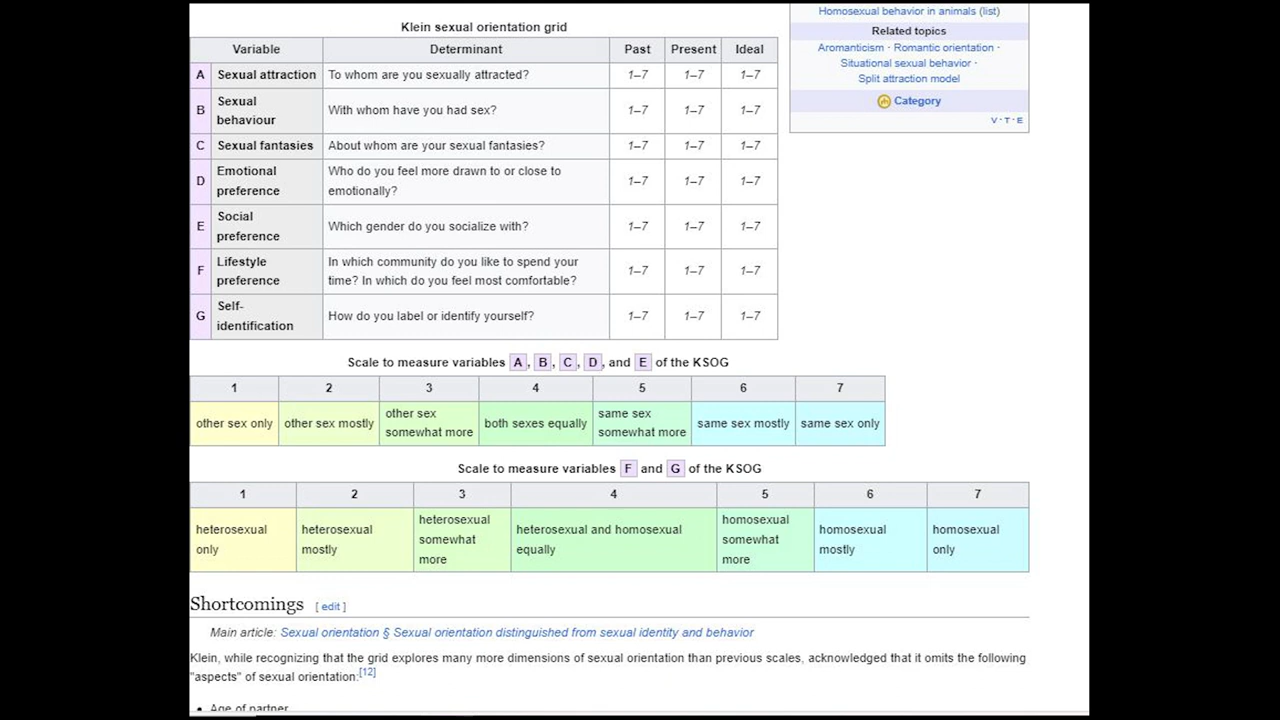 Homosexual behavior in animals (list)
Related topics
Aromanticism · Romantic orientation ·
Situational sexual behavior ·
Split attraction model
Category
V · T · E
Klein sexual orientation grid
Variable Determinant Past Present Ideal
A Sexual attraction To whom are you sexually attracted? 1–7 1–7 1–7
B Sexual behaviour With whom have you had sex? 1–7 1–7 1–7
C Sexual fantasies About whom are your sexual fantasies? 1–7 1–7 1–7
D Emotional preference Who do you feel more drawn to or close to emotionally? 1–7 1–7 1–7
E Social preference Which gender do you socialize with? 1–7 1–7 1–7
F Lifestyle preference In which community do you like to spend your time? In which do you feel most comfortable? 1–7 1–7 1–7
G Self-identification How do you label or identify yourself? 1–7 1–7 1–7
Scale to measure variables A, B, C, D, and E of the KSOG
1 2 3 4 5 6 7
other sex only other sex mostly other sex somewhat more both sexes equally same sex somewhat more same sex mostly same sex only
Scale to measure variables F and G of the KSOG
1 2 3 4 5 6 7
heterosexual only heterosexual mostly heterosexual somewhat more heterosexual and homosexual equally homosexual somewhat more homosexual mostly homosexual only
Shortcomings [ edit ]
Main article: Sexual orientation § Sexual orientation distinguished from sexual identity and behavior
Klein, while recognizing that the grid explores many more dimensions of sexual orientation than previous scales, acknowledged that it omits the following
"aspects" of sexual orientation:[12]
• Age of partner